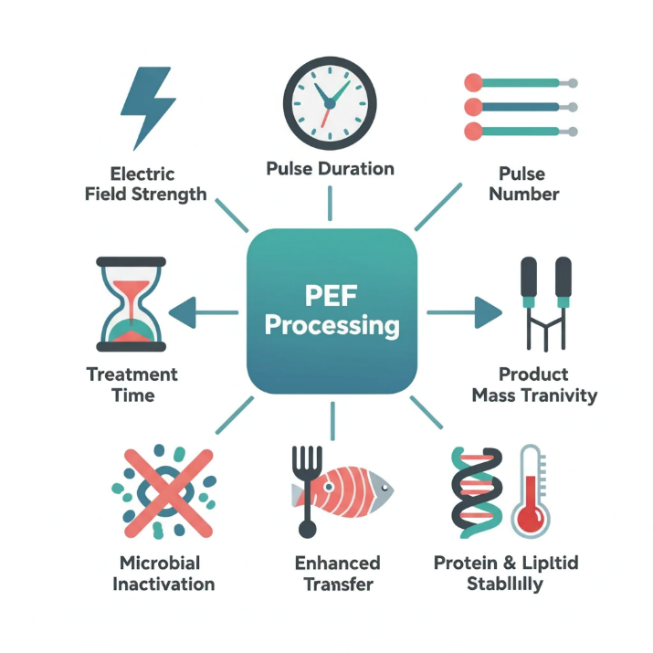 Electric
Field Strength
Pulse Duration
Pulse
Number
PEF
Processing
Treatment
Time
Product
Mass Tranivity
Microbial
Inactivation
Enhanced
Transfer
Protein & Liptid
Stablilly